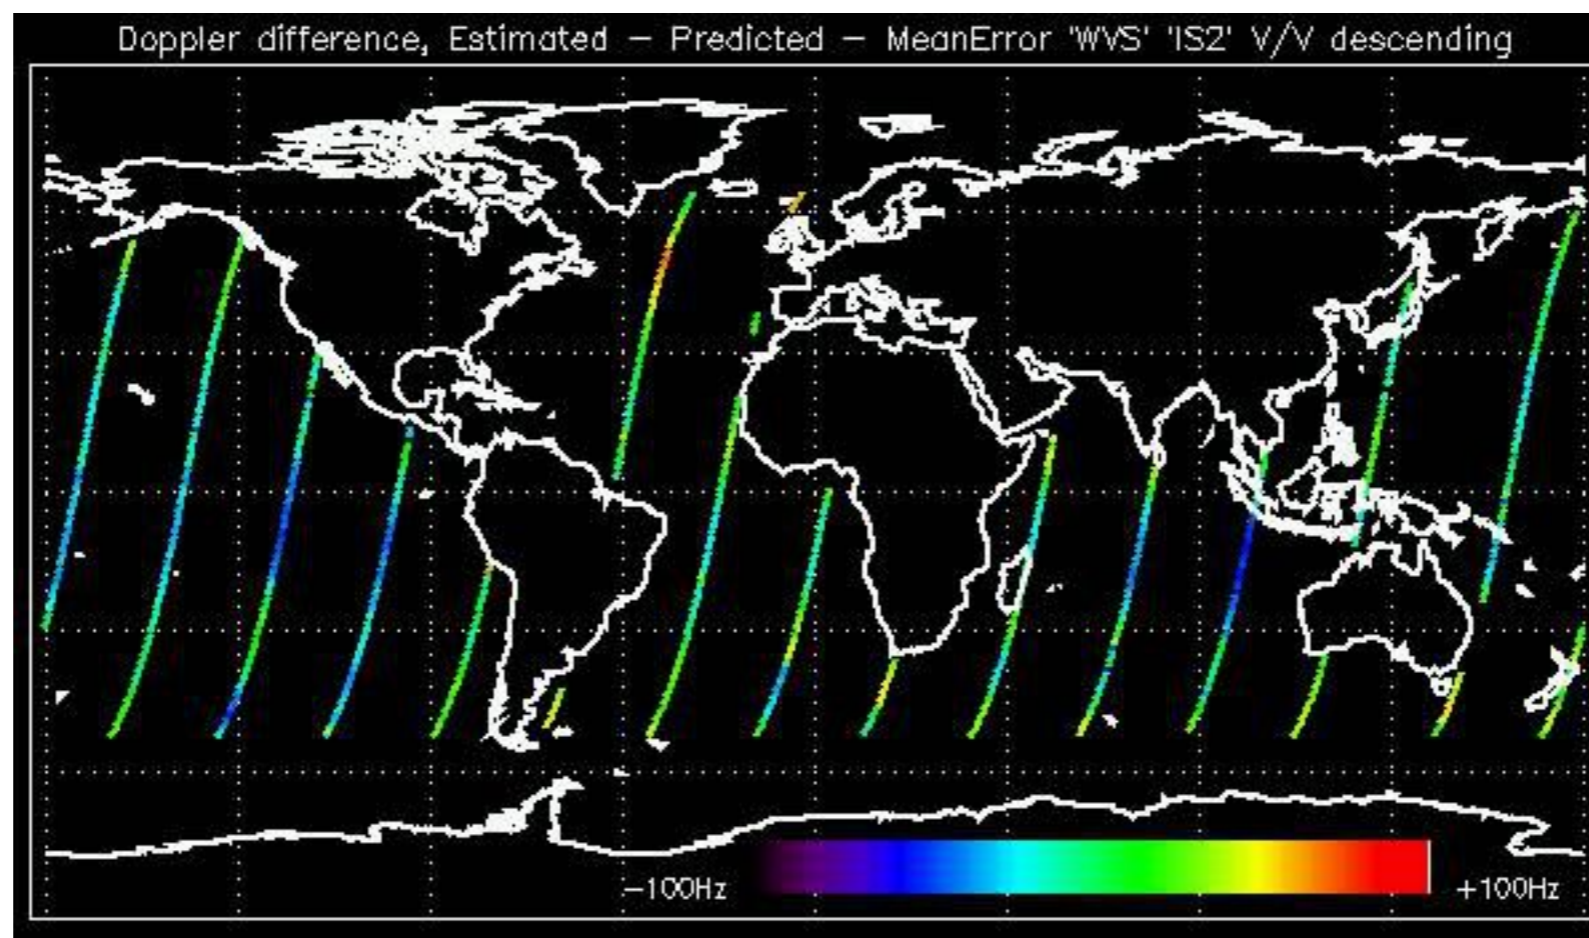 Doppler difference, Estimated - Predicted - MeanError 'WVS' 'IS2' V/V descending
-100Hz
+100Hz